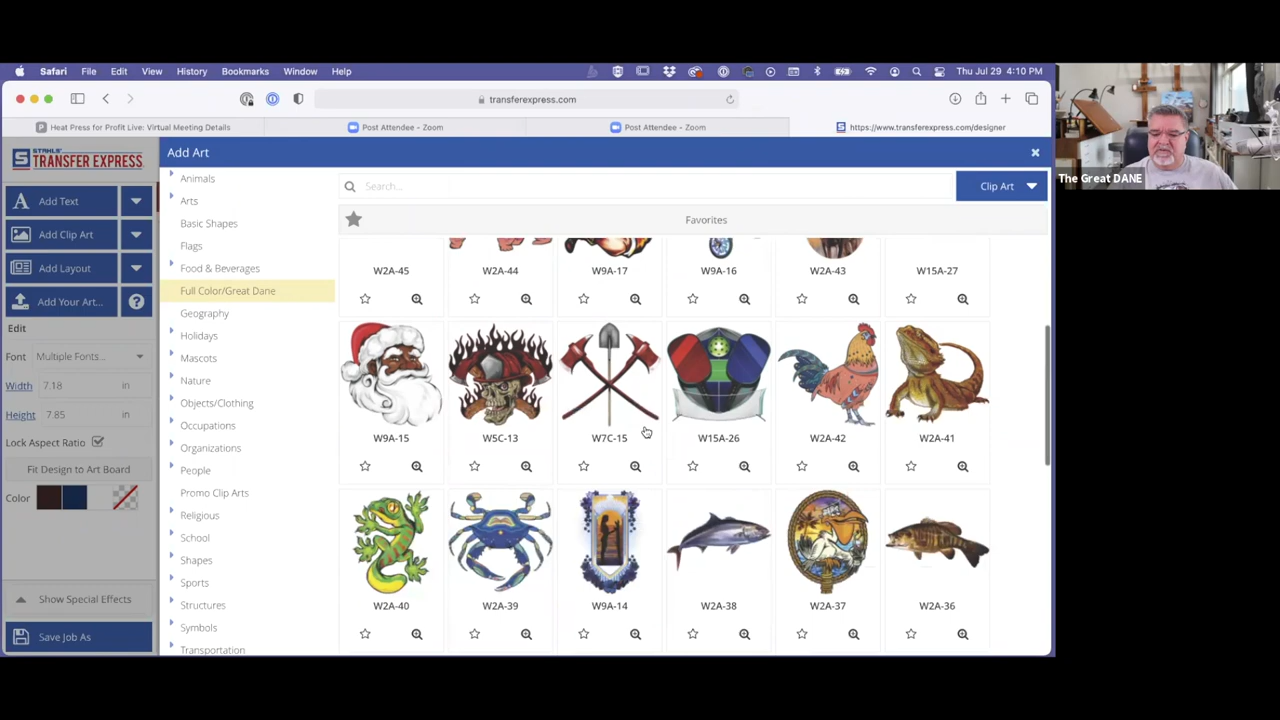 Safari File Edit View History Bookmarks Window Help
Thu Jul 29 4:10 PM
transferexpress.com
Heat Press for Profit Live: Virtual Meeting Details
Post Attendee - Zoom
Post Attendee - Zoom
https://www.transferexpress.com/designer
STAHLS'
TRANSFER EXPRESS.
Add Text
Add Clip Art
Add Layout
Add Your Art...
Edit
Font Multiple Fonts...
Width 7.18 in
Height 7.85 in
Lock Aspect Ratio
Fit Design to Art Board
Color
Show Special Effects
Save Job As
Add Art
Animals
Arts
Basic Shapes
Flags
Food & Beverages
Full Color/Great Dane
Geography
Holidays
Mascots
Nature
Objects/Clothing
Occupations
Organizations
People
Promo Clip Arts
Religious
School
Shapes
Sports
Structures
Symbols
Transportation
Search...
Clip Art
Favorites
W2A-45 W2A-44 W9A-17 W9A-16 W2A-43 W15A-27
W9A-15 W5C-13 W7C-15 W15A-26 W2A-42 W2A-41
W2A-40 W2A-39 W9A-14 W2A-38 W2A-37 W2A-36
The Great DANE